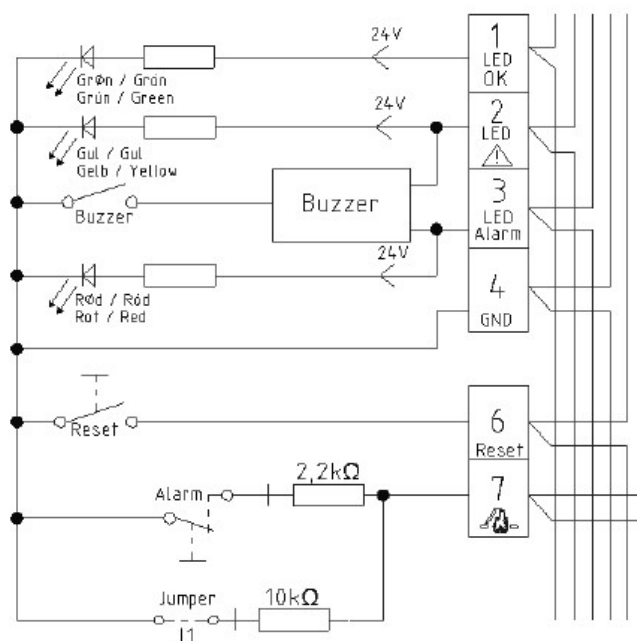 24V
1
LED
OK
GrØn / Grön
Grün / Green
24V
2
LED
Gul / Gul
Gelb / Yellow
Buzzer
Buzzer
3
LED
Alarm
24V
RØd / Röd
Rot / Red
4
GND
Reset
6
Reset
2,2kΩ
Alarm
7
Jumper
10kΩ
J1